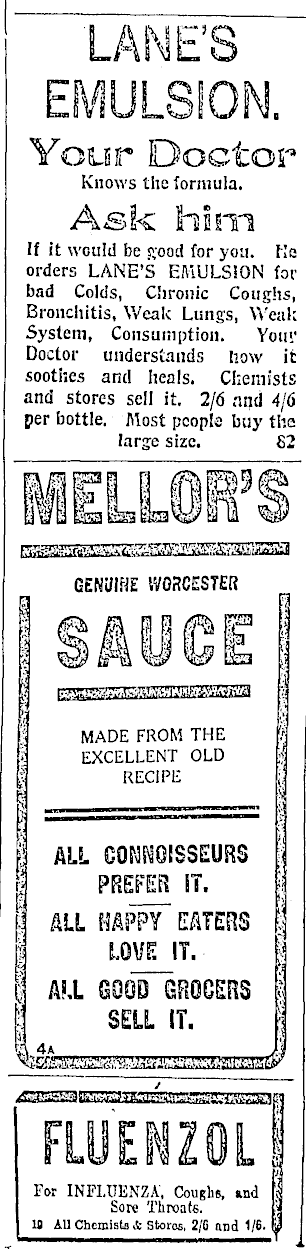 LANE'S
EMULSION.
Your Doctor
Knows the formula.
Ask him
If it would be good for you. He
orders LANE'S EMULSION for
bad Colds, Chronic Coughs,
Bronchitis, Weak Lungs, Weak
System, Consumption. Your
Doctor understands how it
soothes and heals. Chemists
and stores sell it. 2/6 and 4/6
per bottle. Most people buy the
large size. 82
MELLOR'S
GENUINE WORCESTER
SAUCE
MADE FROM THE
EXCELLENT OLD
RECIPE
ALL CONNOISSEURS
PREFER IT.
ALL HAPPY EATERS
LOVE IT.
ALL GOOD GROCERS
SELL IT.
4A
FLUENZOL
For INFLUENZA, Coughs, and
Sore Throats.
19 All Chemists & Stores, 2/6 and 1/6.